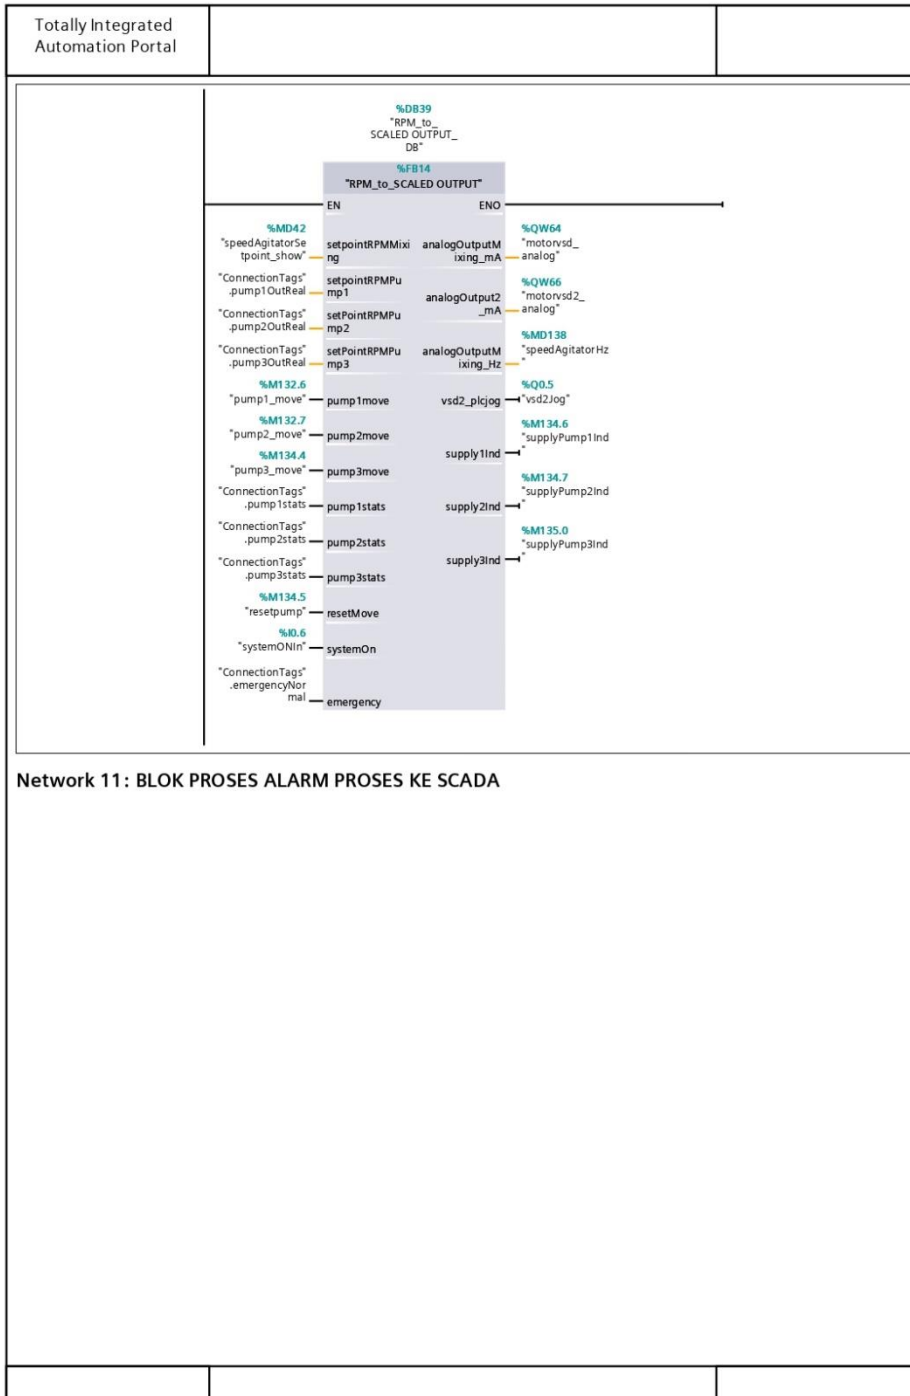 Totally Integrated
Automation Portal
%DB39
"RPM_to_
SCALED OUTPUT_
DB"
%FB14
"RPM_to_SCALED OUTPUT"
EN
ENO
%MD42
"speedAgitatorSe
tpoint_show"
setpointRPMMixi
ng
"ConnectionTags"
.pump1OutReal
setpointRPMPu
mp1
"ConnectionTags"
.pump2OutReal
setPointRPMPu
mp2
"ConnectionTags"
.pump3OutReal
setPointRPMPu
mp3
%M132.6
"pump1_move"
pump1move
%M132.7
"pump2_move"
pump2move
%M134.4
"pump3_move"
pump3move
"ConnectionTags"
.pump1stats
pump1stats
"ConnectionTags"
.pump2stats
pump2stats
"ConnectionTags"
.pump3stats
pump3stats
%M134.5
"resetpump"
resetMove
%I0.6
"systemONIn"
systemOn
"ConnectionTags"
.emergencyNor
mal
emergency
analogOutputM
ixing_mA
%QW64
"motorvsd_
analog"
analogOutput2
_mA
%QW66
"motorvsd2_
analog"
analogOutputM
ixing_Hz
%MD138
"speedAgitatorHz
"
vsd2_plcjog
%Q0.5
"vsd2Jog"
supply1Ind
%M134.6
"supplyPump1Ind
"
supply2Ind
%M134.7
"supplyPump2Ind
"
supply3Ind
%M135.0
"supplyPump3Ind
"
Network 11: BLOK PROSES ALARM PROSES KE SCADA